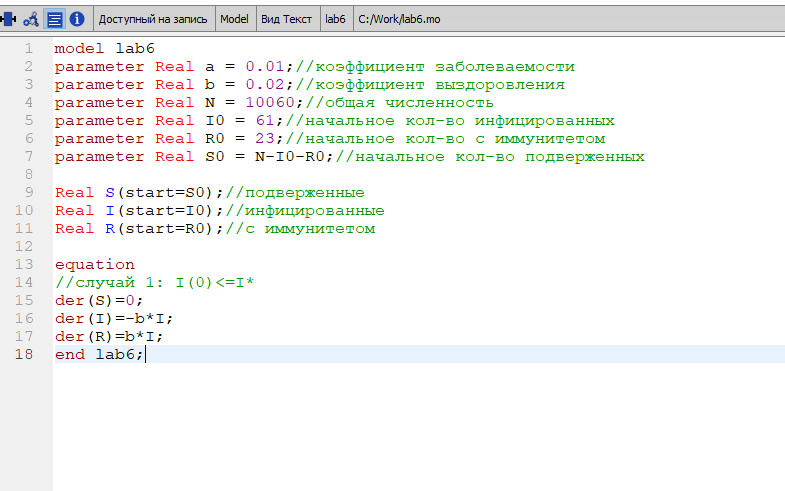 Доступный на запись Model Вид Текст lab6 C:/Work/lab6.mo
1 model lab6
2 parameter Real a = 0.01;//коэффициент заболеваемости
3 parameter Real b = 0.02;//коэффициент выздоровления
4 parameter Real N = 10060;//общая численность
5 parameter Real I0 = 61;//начальное кол-во инфицированных
6 parameter Real R0 = 23;//начальное кол-во с иммунитетом
7 parameter Real S0 = N-I0-R0;//начальное кол-во подверженных
8
9 Real S(start=S0);//подверженные
10 Real I(start=I0);//инфицированные
11 Real R(start=R0);//с иммунитетом
12
13 equation
14 //случай 1: I(0)<=I*
15 der(S)=0;
16 der(I)=-b*I;
17 der(R)=b*I;
18 end lab6;